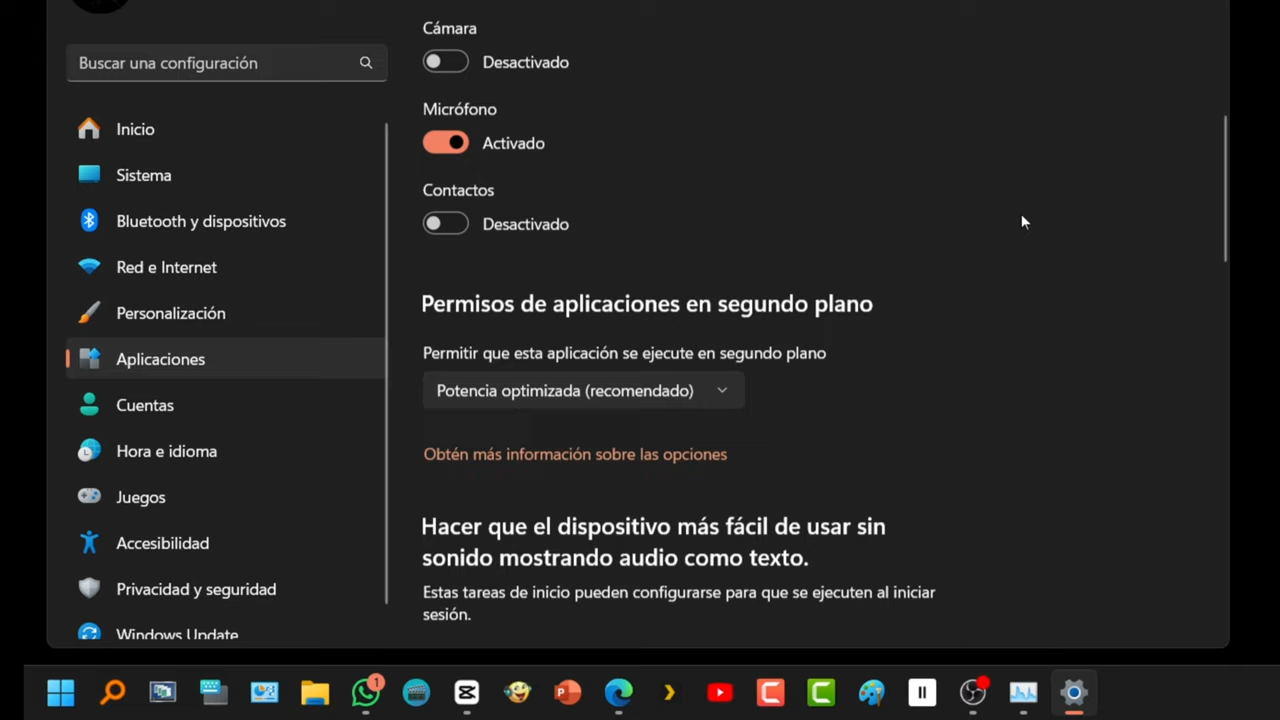 Buscar una configuración
Inicio
Sistema
Bluetooth y dispositivos
Red e Internet
Personalización
Aplicaciones
Cuentas
Hora e idioma
Juegos
Accesibilidad
Privacidad y seguridad
Windows Update
Cámara
Desactivado
Micrófono
Activado
Contactos
Desactivado
Permisos de aplicaciones en segundo plano
Permitir que esta aplicación se ejecute en segundo plano
Potencia optimizada (recomendado)
Obtén más información sobre las opciones
Hacer que el dispositivo más fácil de usar sin
sonido mostrando audio como texto.
Estas tareas de inicio pueden configurarse para que se ejecuten al iniciar
sesión.
1